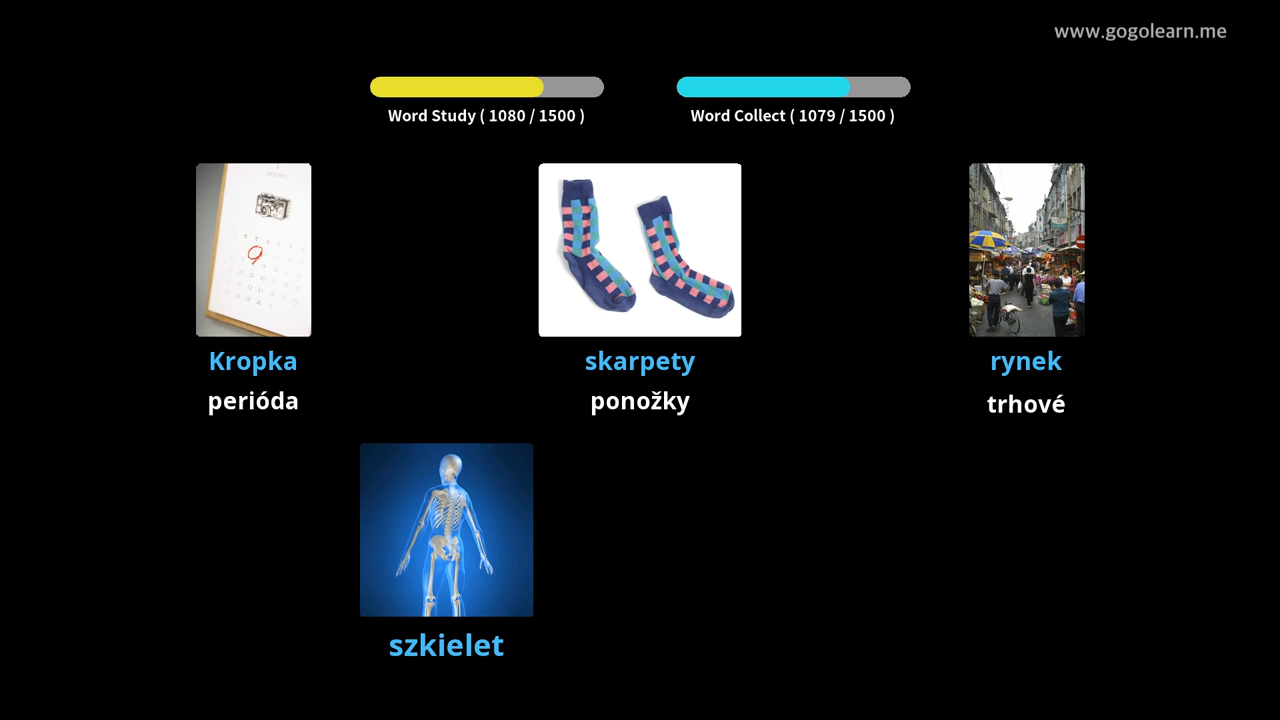 www.gogolearn.me
Word Study ( 1080 / 1500 )
Word Collect ( 1079 / 1500 )
Kropka
skarpety
rynek
perióda
ponožky
trhové
szkielet